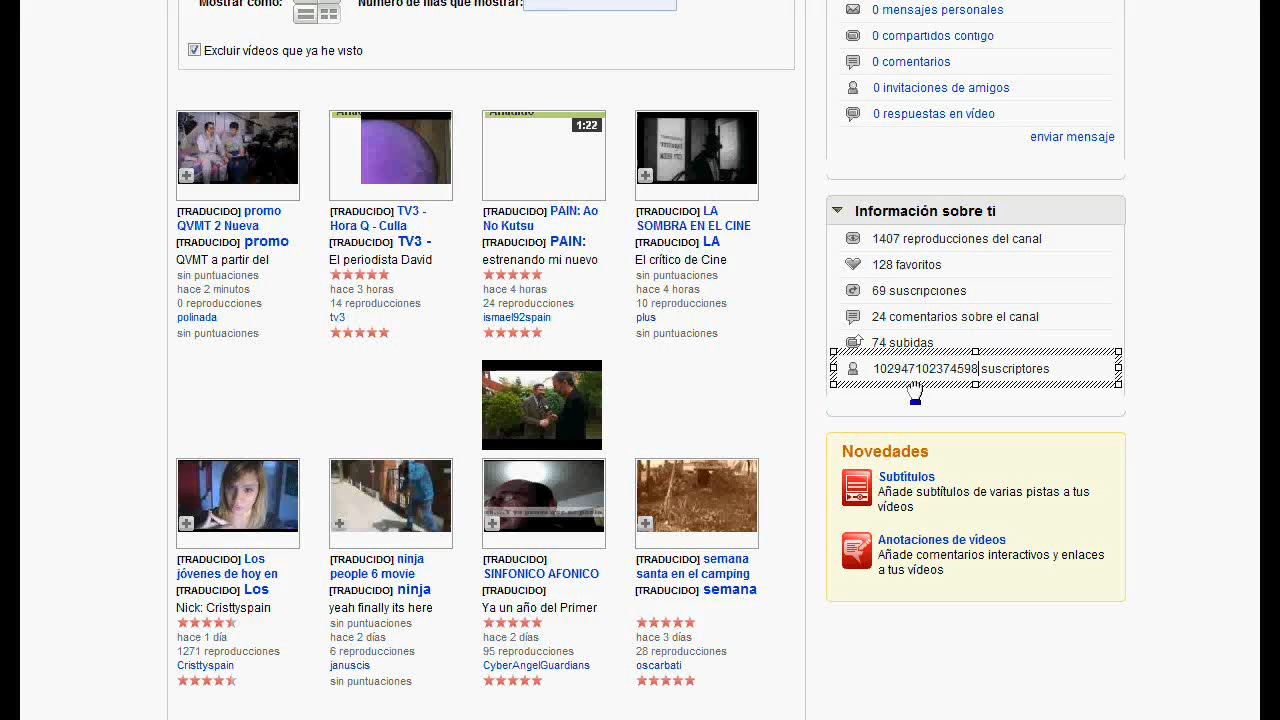 Mostrar como:
Número de filas que mostrar:
Excluir vídeos que ya he visto
1:22
[TRADUCIDO] promo
QVMT 2 Nueva
[TRADUCIDO] promo
QVMT a partir del
sin puntuaciones
hace 2 minutos
0 reproducciones
polinada
sin puntuaciones
[TRADUCIDO] TV3 -
Hora Q - Culla
[TRADUCIDO] TV3 -
El periodista David
hace 3 horas
14 reproducciones
tv3
[TRADUCIDO] PAIN: Ao
No Kutsu
[TRADUCIDO] PAIN:
estrenando mi nuevo
hace 4 horas
24 reproducciones
ismael92spain
[TRADUCIDO] LA
SOMBRA EN EL CINE
[TRADUCIDO] LA
El crítico de Cine
sin puntuaciones
hace 4 horas
10 reproducciones
plus
sin puntuaciones
[TRADUCIDO] Los
jóvenes de hoy en
[TRADUCIDO] Los
Nick: Cristtyspain
hace 1 día
1271 reproducciones
Cristtyspain
[TRADUCIDO] ninja
people 6 movie
[TRADUCIDO] ninja
yeah finally its here
sin puntuaciones
hace 2 días
6 reproducciones
januscis
sin puntuaciones
[TRADUCIDO]
SINFONICO AFONICO
[TRADUCIDO]
Ya un año del Primer
hace 2 días
95 reproducciones
CyberAngelGuardians
[TRADUCIDO] semana
santa en el camping
[TRADUCIDO] semana
hace 3 días
28 reproducciones
oscarbati
0 mensajes personales
0 compartidos contigo
0 comentarios
0 invitaciones de amigos
0 respuestas en vídeo
enviar mensaje
Información sobre ti
1407 reproducciones del canal
128 favoritos
69 suscripciones
24 comentarios sobre el canal
74 subidas
102947102374598 suscriptores
Novedades
Subtítulos
Añade subtítulos de varias pistas a tus
vídeos
Anotaciones de vídeos
Añade comentarios interactivos y enlaces
a tus vídeos